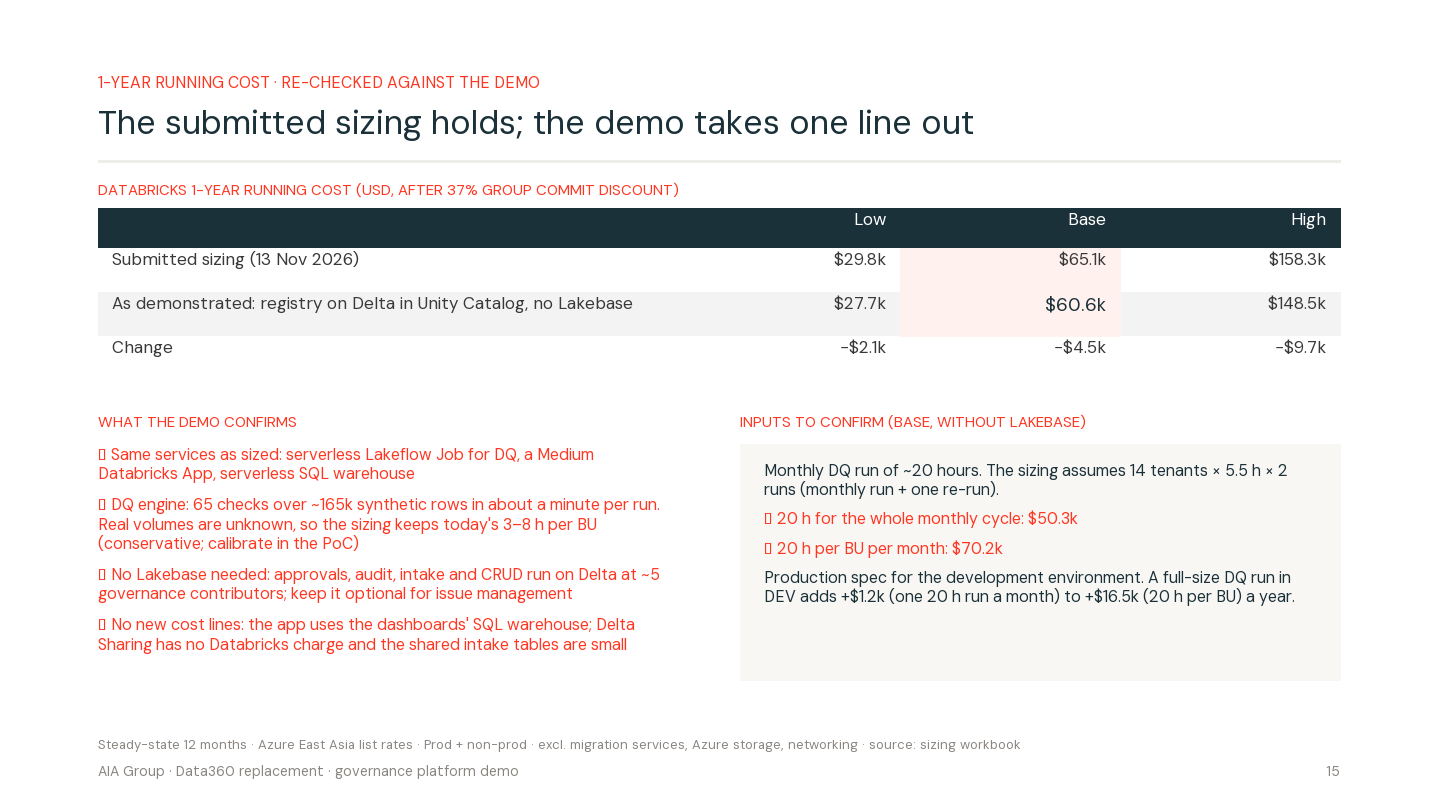 1-YEAR RUNNING COST · RE-CHECKED AGAINST THE DEMO
The submitted sizing holds; the demo takes one line out
DATABRICKS 1-YEAR RUNNING COST (USD, AFTER 37% GROUP COMMIT DISCOUNT)
Low Base High
Submitted sizing (13 Nov 2026) $29.8k $65.1k $158.3k
As demonstrated: registry on Delta in Unity Catalog, no Lakebase $27.7k $60.6k $148.5k
Change −$2.1k −$4.5k −$9.7k
WHAT THE DEMO CONFIRMS
▯ Same services as sized: serverless Lakeflow Job for DQ, a Medium
Databricks App, serverless SQL warehouse
▯ DQ engine: 65 checks over ~165k synthetic rows in about a minute per run.
Real volumes are unknown, so the sizing keeps today's 3–8 h per BU
(conservative; calibrate in the PoC)
▯ No Lakebase needed: approvals, audit, intake and CRUD run on Delta at ~5
governance contributors; keep it optional for issue management
▯ No new cost lines: the app uses the dashboards' SQL warehouse; Delta
Sharing has no Databricks charge and the shared intake tables are small
INPUTS TO CONFIRM (BASE, WITHOUT LAKEBASE)
Monthly DQ run of ~20 hours. The sizing assumes 14 tenants × 5.5 h × 2
runs (monthly run + one re-run).
▯ 20 h for the whole monthly cycle: $50.3k
▯ 20 h per BU per month: $70.2k
Production spec for the development environment. A full-size DQ run in
DEV adds +$1.2k (one 20 h run a month) to +$16.5k (20 h per BU) a year.
Steady-state 12 months · Azure East Asia list rates · Prod + non-prod · excl. migration services, Azure storage, networking · source: sizing workbook
AIA Group · Data360 replacement · governance platform demo
15